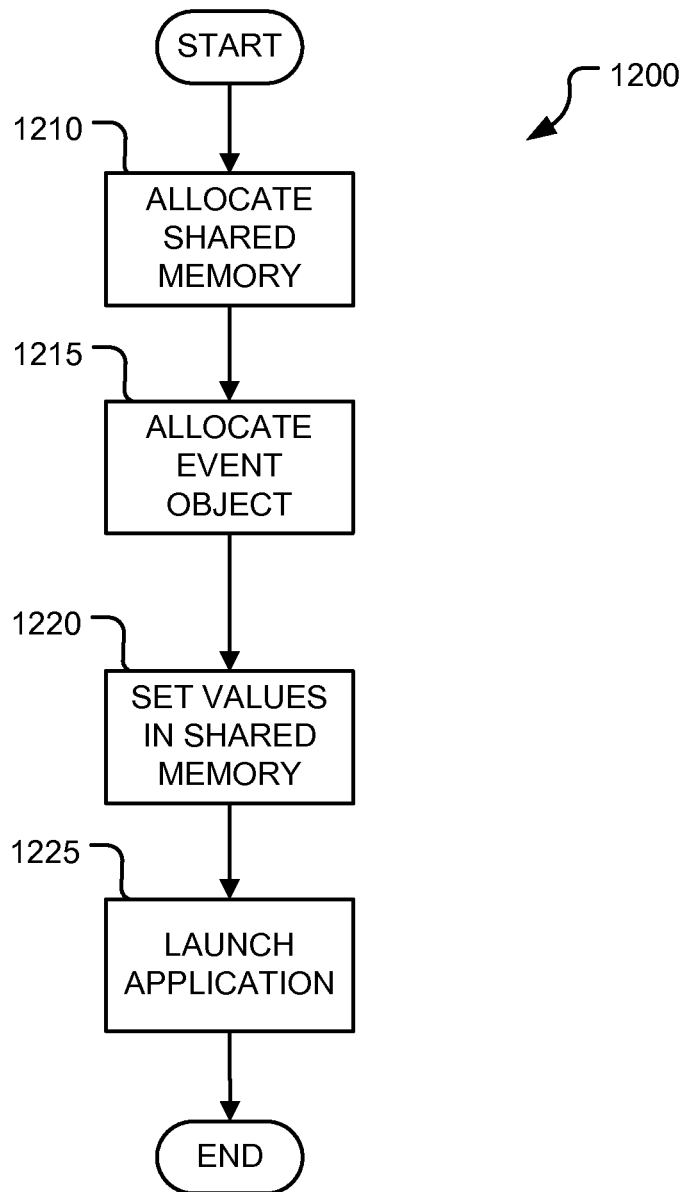 START
1200
1210
ALLOCATE
SHARED
MEMORY
1215
ALLOCATE
EVENT
OBJECT
1220
SET VALUES
IN SHARED
MEMORY
1225
LAUNCH
APPLICATION
END